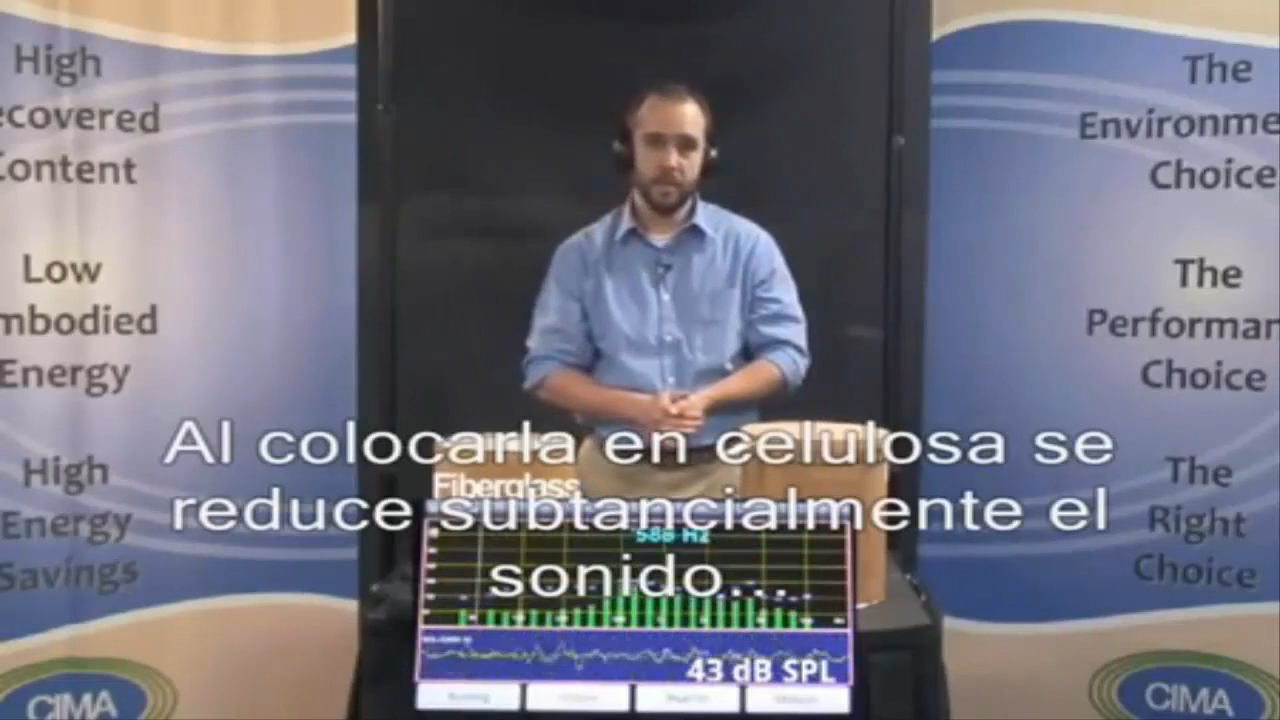 High
ecovered
Content
Low
mbodied
Energy
High
Energy
Savings
CIMA
The
Environme
Choice
The
Performan
Choice
The
Right
Choice
CIMA
Al colocarla en celulosa se
reduce subtancialmente el
sonido.
Fiberglass
588 Hz
43 dB SPL